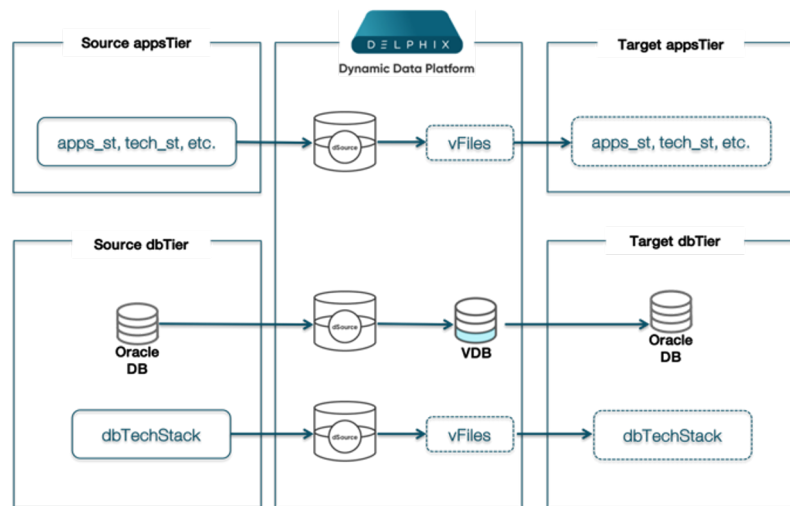 DELPHIX
Dynamic Data Platform
Source appsTier
Target appsTier
apps_st, tech_st, etc.
dSource
vFiles
apps_st, tech_st, etc.
Source dbTier
Target dbTier
Oracle
DB
dSource
VDB
Oracle
DB
dbTechStack
dSource
vFiles
dbTechStack